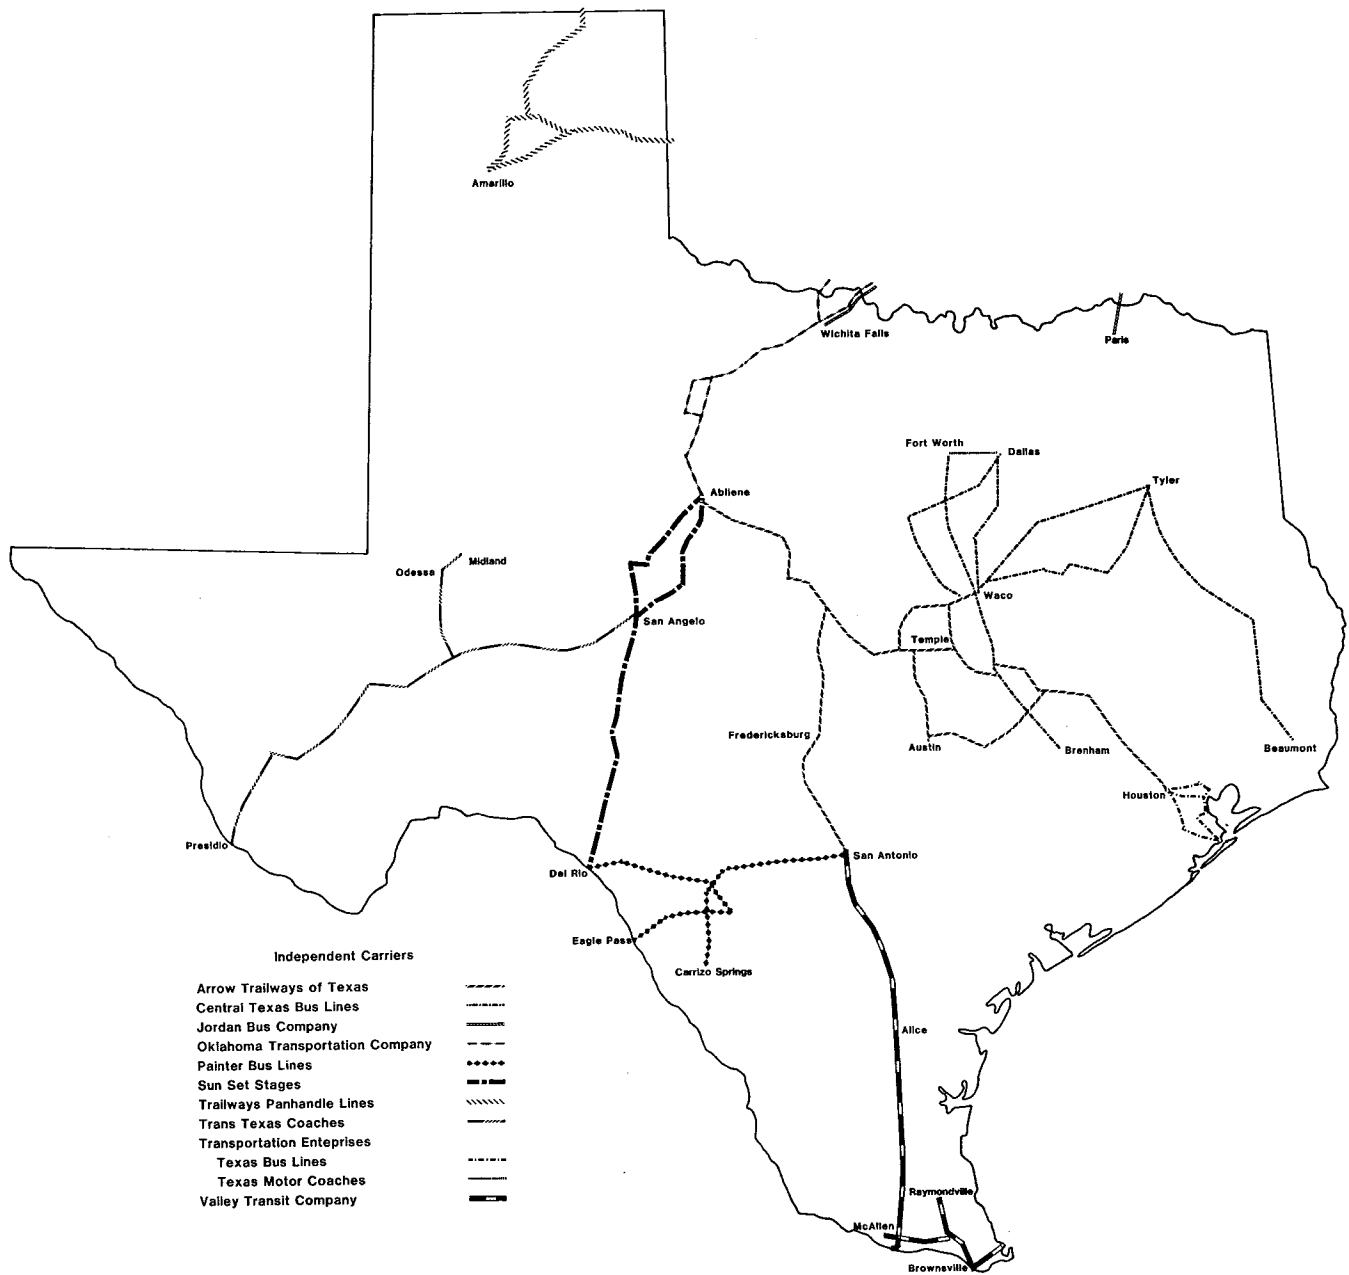 Amarillo
Wichita Falls
Paris
Fort Worth
Dallas
Tyler
Abliene
Midland
Odessa
Waco
San Angelo
Temple
Fredericksburg
Austin
Brenham
Beaumont
Houston
Presidio
San Antonio
Del Rio
Eagle Pass
Carrizo Springs
Independent Carriers
Arrow Trailways of Texas
Central Texas Bus Lines
Jordan Bus Company
Oklahoma Transportation Company
Painter Bus Lines
Sun Set Stages
Trailways Panhandle Lines
Trans Texas Coaches
Transportation Enteprises
Texas Bus Lines
Texas Motor Coaches
Valley Transit Company
Alice
Raymondville
McAllen
Brownsville